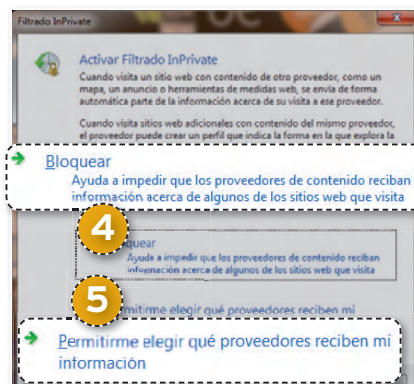 Filtrado InPrivate
Activar Filtrado InPrivate
Cuando visita un sitio web con contenido de otro proveedor, como un
mapa, un anuncio o herramientas de medidas web, se envía de forma
automática parte de la información acerca de su visita a ese proveedor.
Cuando visita sitios web adicionales con contenido del mismo proveedor,
el proveedor puede crear un perfil que indica la forma en la que explora la
Bloquear
Ayuda a impedir que los proveedores de contenido reciban
información acerca de algunos de los sitios web que visita
4
quear
Ayuda a impedir que los proveedores de contenido reciban
información acerca de algunos de los sitios web que visita
5
rmitirme elegir qué proveedores reciben mi
Permitirme elegir qué proveedores reciben mi
información